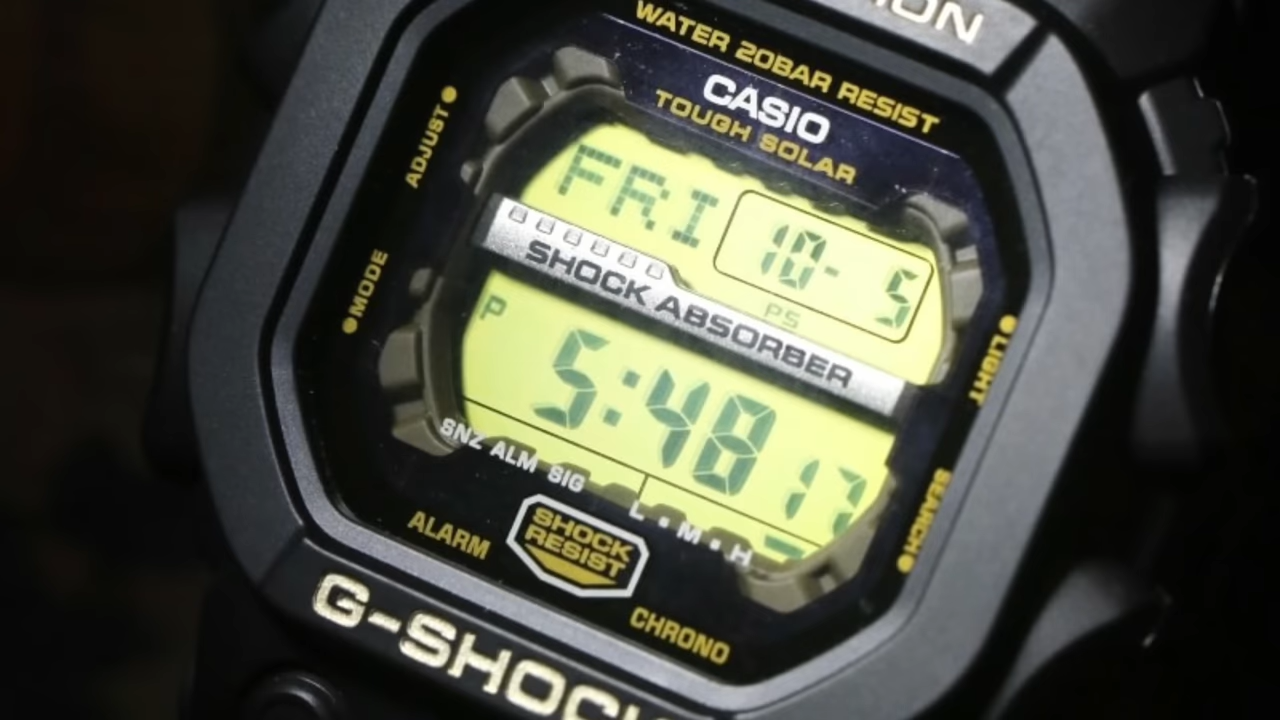 WATER 20BAR RESIST
CASIO
TOUGH SOLAR
ADJUST
FRI 10- 5
SHOCK ABSORBER
PS
MODE
P
5:48 17
LIGHT
SNZ ALM SIG
L • M • H
SEARCH
ALARM
SHOCK
RESIST
CHRONO